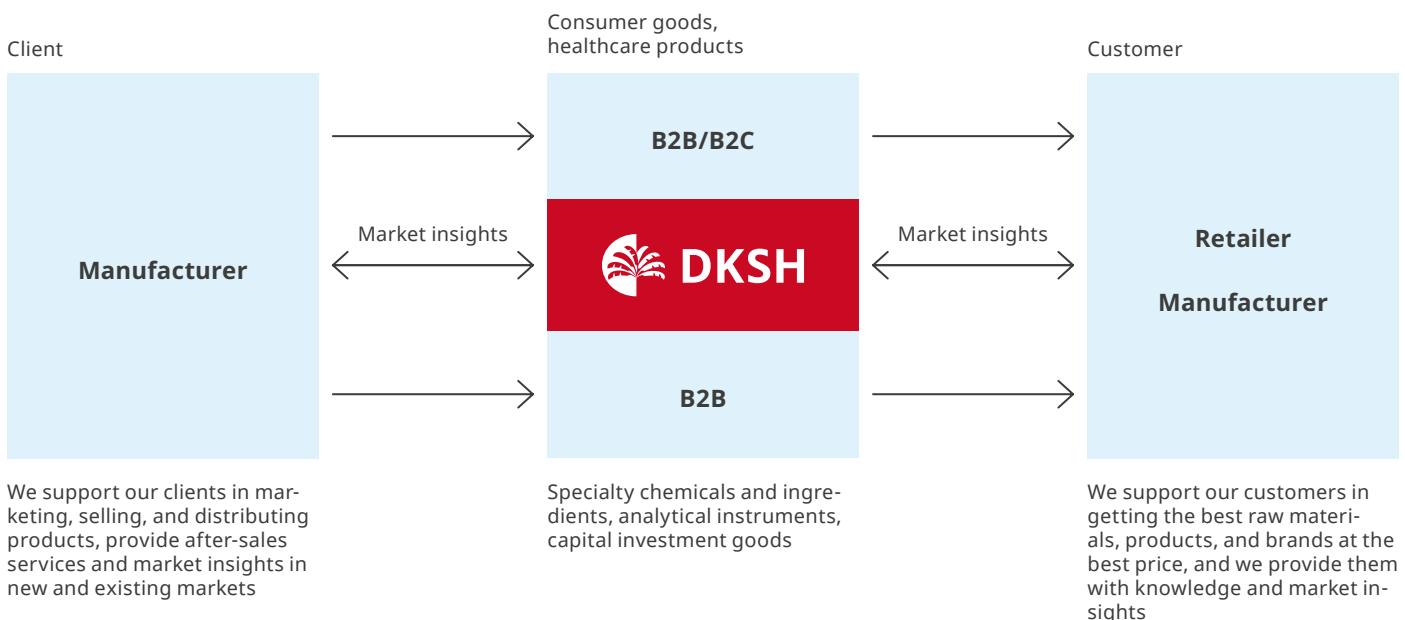 Client
Manufacturer
We support our clients in mar-
keting, selling, and distributing
products, provide after-sales
services and market insights in
new and existing markets
Market insights
Consumer goods,
healthcare products
B2B/B2C
DKSH
B2B
Specialty chemicals and ingre-
dients, analytical instruments,
capital investment goods
Market insights
Customer
Retailer
Manufacturer
We support our customers in
getting the best raw materi-
als, products, and brands at the
best price, and we provide them
with knowledge and market in-
sights